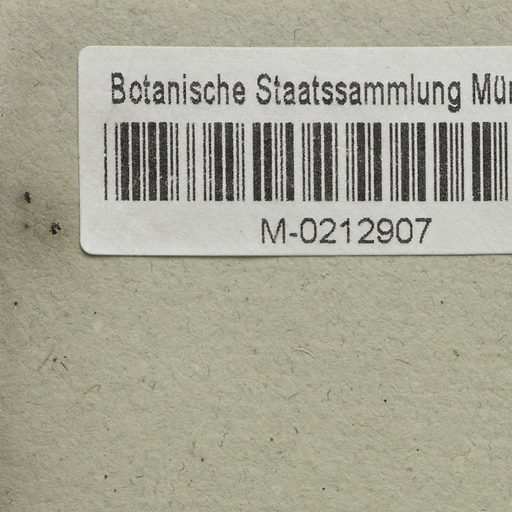 Botanische Staatssammlung Mün
M-0212907